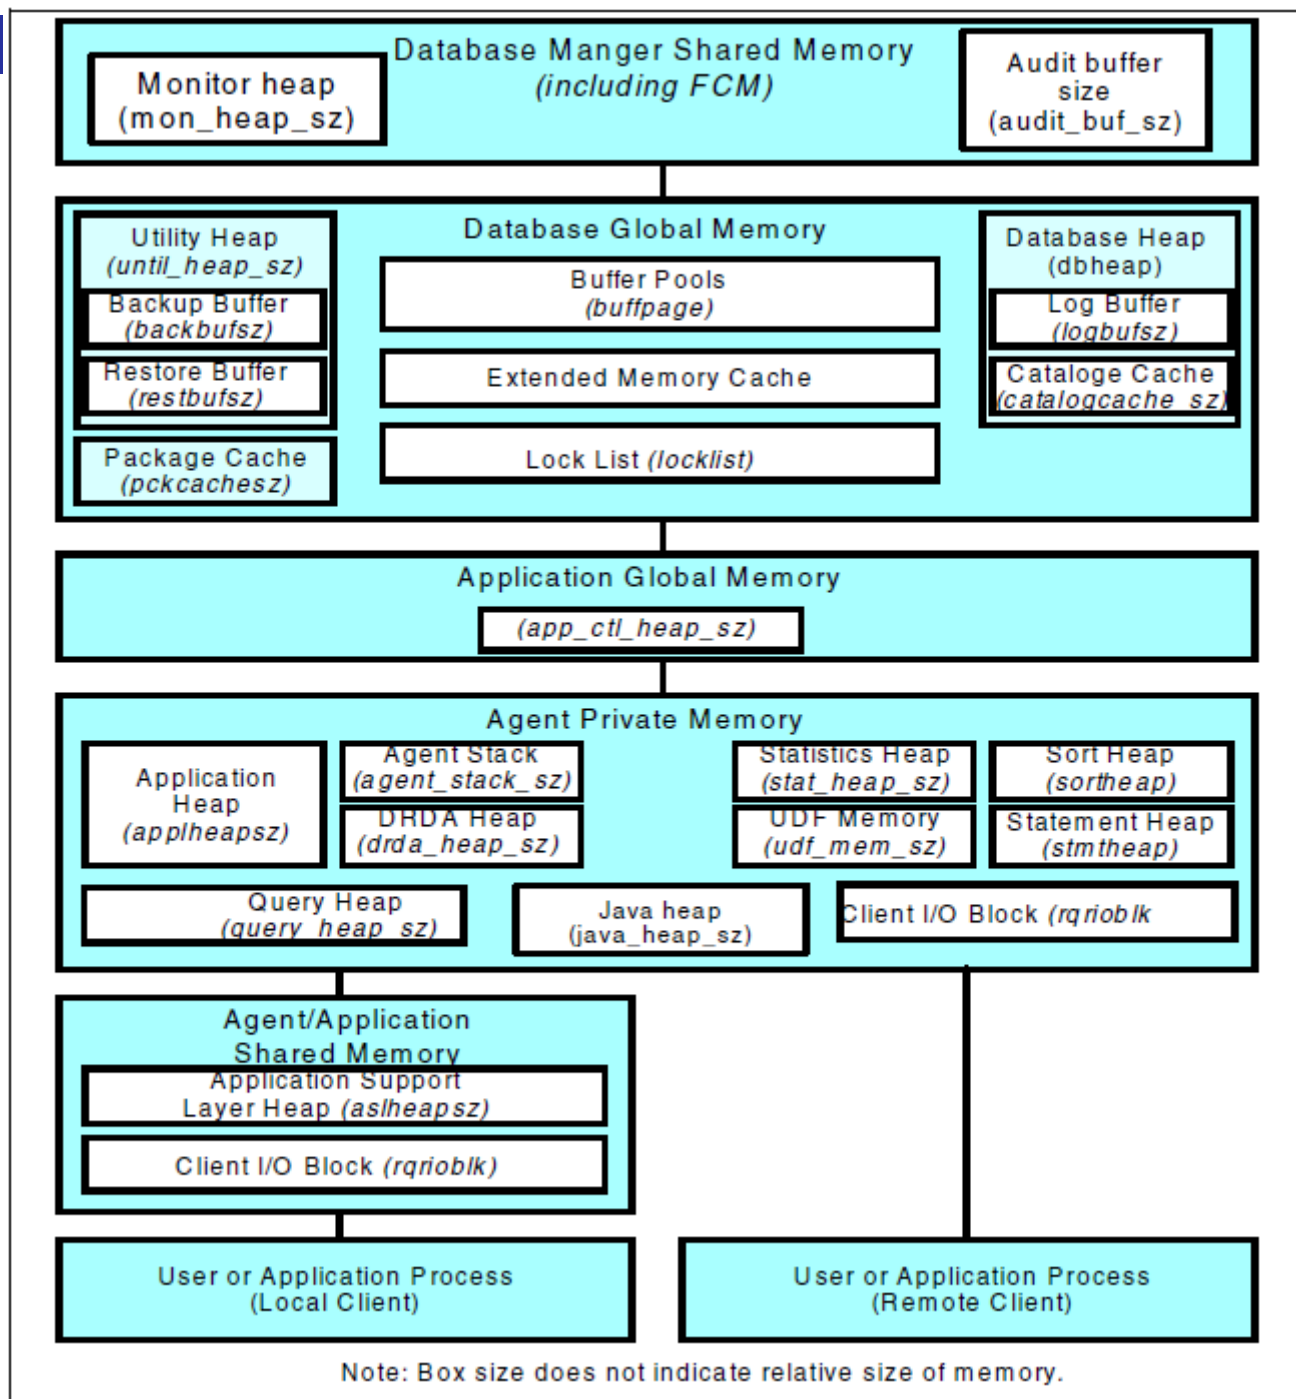 Database Manger Shared Memory
(including FCM)
Monitor heap
(mon_heap_sz)
Audit buffer
size
(audit_buf_sz)
Database Global Memory
Utility Heap
(until_heap_sz)
Backup Buffer
(backbufsz)
Restore Buffer
(restbufsz)
Package Cache
(pckcachesz)
Buffer Pools
(buffpage)
Extended Memory Cache
Lock List (locklist)
Database Heap
(dbheap)
Log Buffer
(logbufsz)
Cataloge Cache
(catalogcache_sz)
Application Global Memory
(app_ctl_heap_sz)
Agent Private Memory
Application
Heap
(applheapsz)
Agent Stack
(agent_stack_sz)
DRDA Heap
(drda_heap_sz)
Statistics Heap
(stat_heap_sz)
UDF Memory
(udf_mem_sz)
Sort Heap
(sortheap)
Statement Heap
(stmtheap)
Query Heap
(query_heap_sz)
Java heap
(java_heap_sz)
Client I/O Block (rqrioblk
Agent/Application
Shared Memory
Application Support
Layer Heap (aslheapsz)
Client I/O Block (rqrioblk)
User or Application Process
(Local Client)
User or Application Process
(Remote Client)
Note: Box size does not indicate relative size of memory.